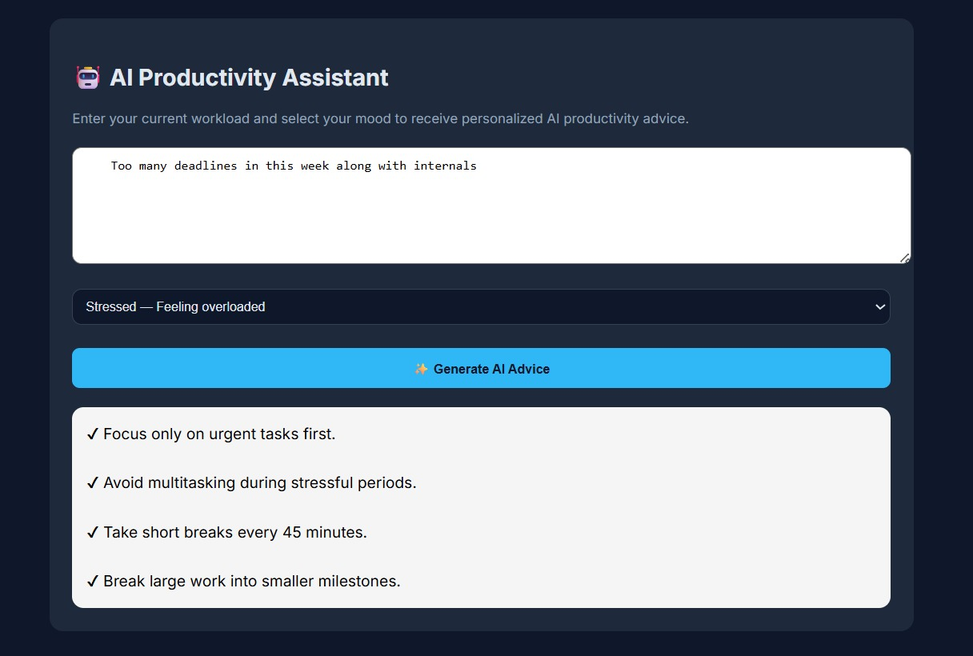 🤖 AI Productivity Assistant
Enter your current workload and select your mood to receive personalized AI productivity advice.
Too many deadlines in this week along with internals
Stressed — Feeling overloaded
✨ Generate AI Advice
✓ Focus only on urgent tasks first.
✓ Avoid multitasking during stressful periods.
✓ Take short breaks every 45 minutes.
✓ Break large work into smaller milestones.